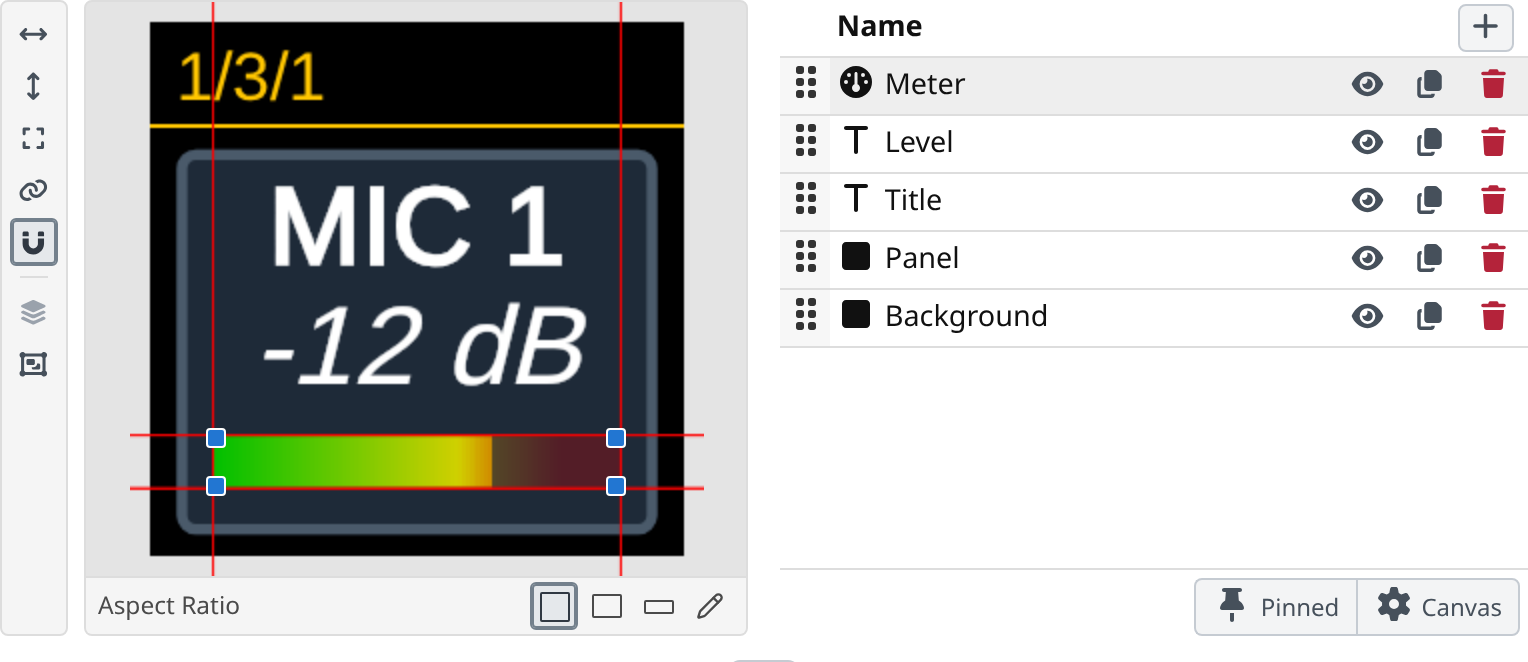 1/3/1
MIC 1
-12 dB
Aspect Ratio
Name
Meter
Level
Title
Panel
Background
Pinned
Canvas